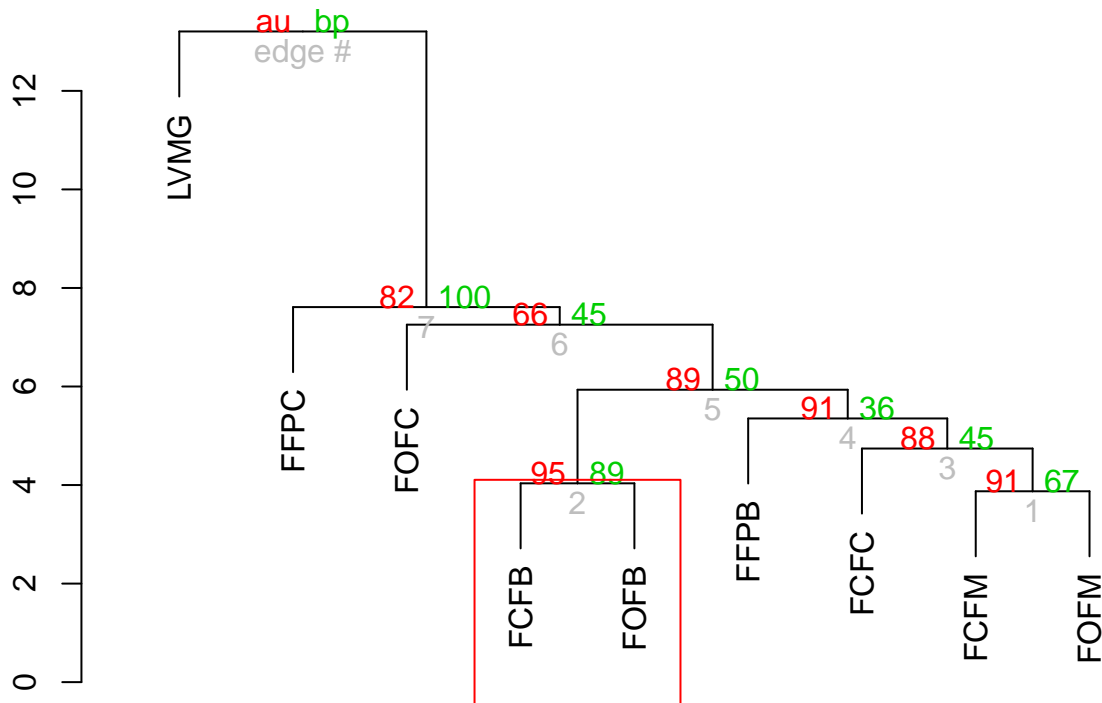 au bp
edge #
12
LVMG
10
8
82 100
7
66 45
6
FFPC
FOFC
6
89 50
5
91 36
4
88 45
3
4
95 89
2
91 67
1
FFPB
FCFC
FCFB
FOFB
FCFM
FOFM
2
0